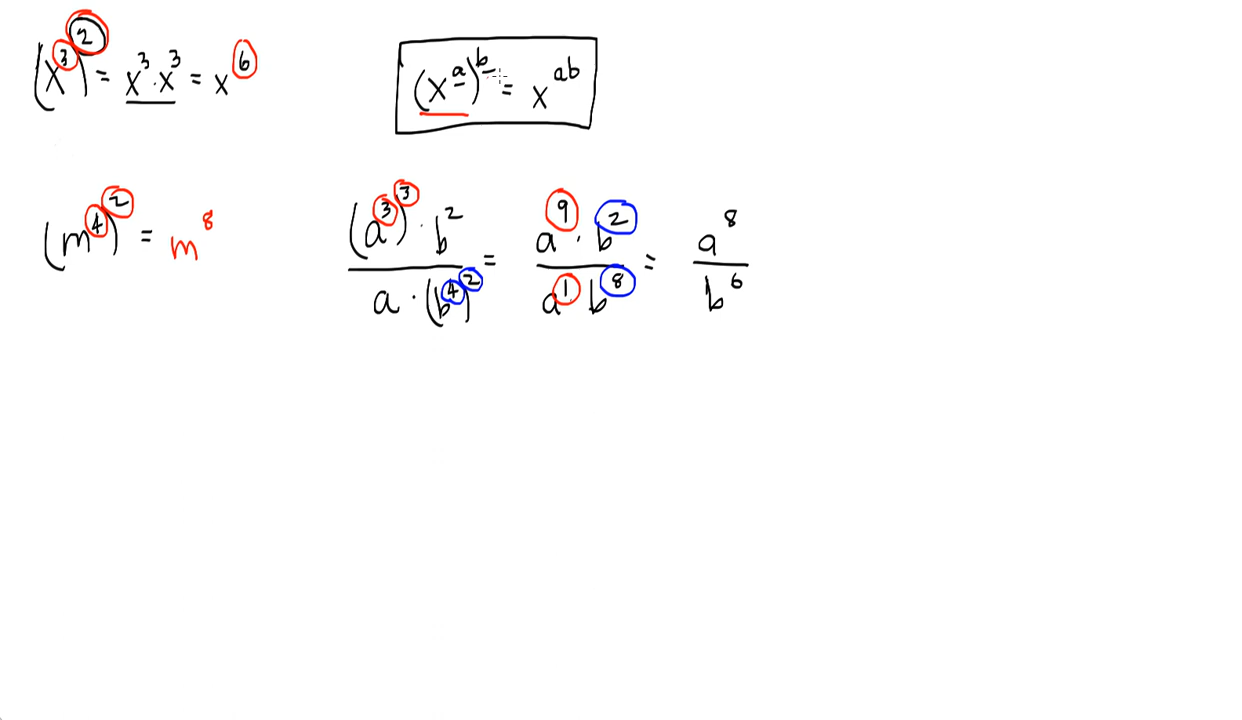 (x³)² = x³ · x³ = x⁶
(xᵃ)ᵇ = xᵃᵇ
(m⁴)² = m⁸
((a³)³ · b²)/(a · (b⁴)²) = (a⁹ · b²)/(a¹ b⁸) = a⁸/b⁶